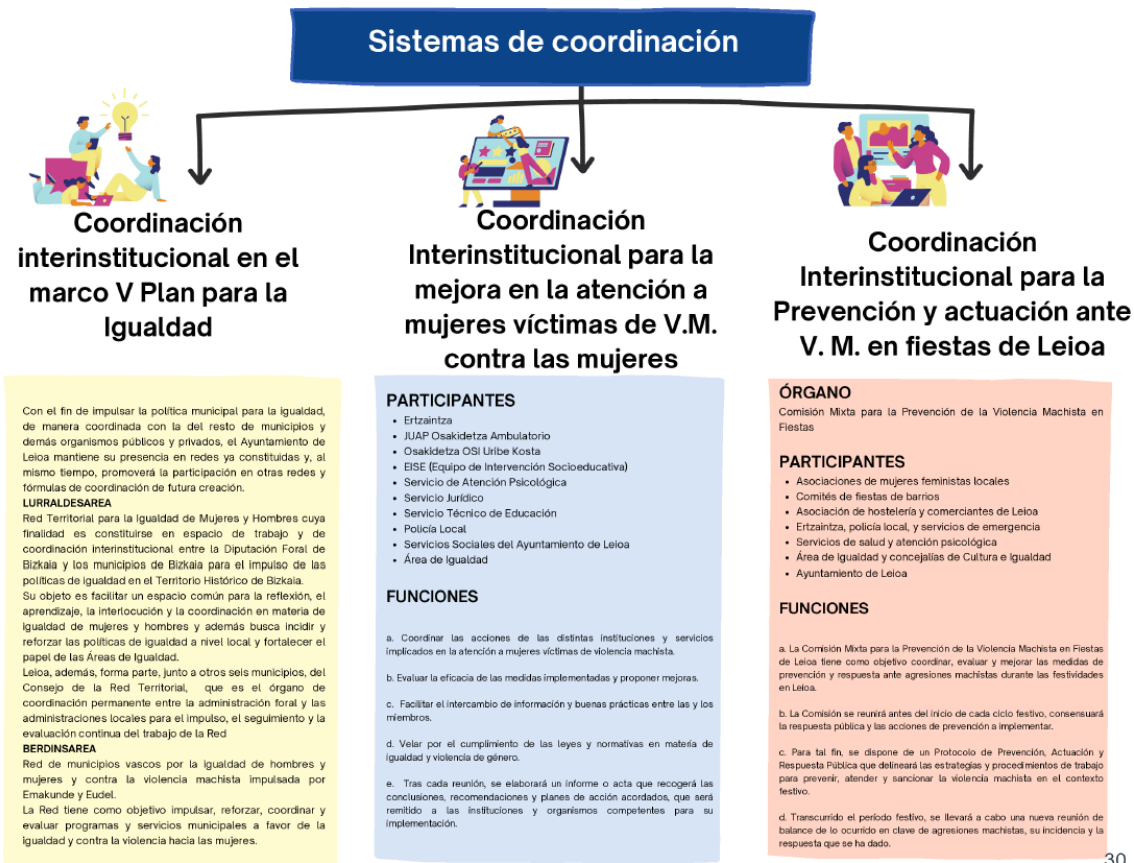 Sistemas de coordinación
Coordinación
interinstitucional en el
marco V Plan para la
Igualdad
Con el fin de impulsar la política municipal para la igualdad,
de manera coordinada con la del resto de municipios y
demás organismos públicos y privados, el Ayuntamiento de
Leioa mantiene su presencia en redes ya constituidas y, al
mismo tiempo, promoverá la participación en otras redes y
fórmulas de coordinación de futura creación.
LURRALDESAREA
Red Territorial para la Igualdad de Mujeres y Hombres cuya
finalidad es constituirse en espacio de trabajo y de
coordinación interinstitucional entre la Diputación Foral de
Bizkaia y los municipios de Bizkaia para el impulso de las
políticas de igualdad en el Territorio Histórico de Bizkaia.
Su objeto es facilitar un espacio común para la reflexión, el
aprendizaje, la interlocución y la coordinación en materia de
igualdad de mujeres y hombres y además busca incidir y
reforzar las políticas de igualdad a nivel local y fortalecer el
papel de las Áreas de Igualdad.
Leioa, además, forma parte, junto a otros seis municipios, del
Consejo de la Red Territorial, que es el órgano de
coordinación permanente entre la administración foral y las
administraciones locales para el impulso, el seguimiento y la
evaluación continua del trabajo de la Red
BERDINSAREA
Red de municipios vascos por la igualdad de hombres y
mujeres y contra la violencia machista impulsada por
Emakunde y Eudel.
La Red tiene como objetivo impulsar, reforzar, coordinar y
evaluar programas y servicios municipales a favor de la
igualdad y contra la violencia hacia las mujeres.
Coordinación
Interinstitucional para la
mejora en la atención a
mujeres víctimas de V.M.
contra las mujeres
PARTICIPANTES
• Ertzaintza
• JUAP Osakidetza Ambulatorio
• Osakidetza OSI Uribe Kosta
• EISE (Equipo de Intervención Socioeducativa)
• Servicio de Atención Psicológica
• Servicio Jurídico
• Servicio Técnico de Educación
• Policía Local
• Servicios Sociales del Ayuntamiento de Leioa
• Área de Igualdad
FUNCIONES
a. Coordinar las acciones de las distintas instituciones y servicios
implicados en la atención a mujeres víctimas de violencia machista.
b. Evaluar la eficacia de las medidas implementadas y proponer mejoras.
c. Facilitar el intercambio de información y buenas prácticas entre las y los
miembros.
d. Velar por el cumplimiento de las leyes y normativas en materia de
igualdad y violencia de género.
e. Tras cada reunión, se elaborará un informe o acta que recogerá las
conclusiones, recomendaciones y planes de acción acordados, que será
remitido a las instituciones y organismos competentes para su
implementación.
Coordinación
Interinstitucional para la
Prevención y actuación ante
V. M. en fiestas de Leioa
ÓRGANO
Comisión Mixta para la Prevención de la Violencia Machista en
Fiestas
PARTICIPANTES
• Asociaciones de mujeres feministas locales
• Comités de fiestas de barrios
• Asociación de hostelería y comerciantes de Leioa
• Ertzaintza, policía local, y servicios de emergencia
• Servicios de salud y atención psicológica
• Área de Igualdad y concejalías de Cultura e Igualdad
• Ayuntamiento de Leioa
FUNCIONES
a. La Comisión Mixta para la Prevención de la Violencia Machista en Fiestas
de Leioa tiene como objetivo coordinar, evaluar y mejorar las medidas de
prevención y respuesta ante agresiones machistas durante las festividades
en Leioa.
b. La Comisión se reunirá antes del inicio de cada ciclo festivo, consensuará
la respuesta pública y las acciones de prevención a implementar.
c. Para tal fin, se dispone de un Protocolo de Prevención, Actuación y
Respuesta Pública que delineará las estrategias y procedimientos de trabajo
para prevenir, atender y sancionar la violencia machista en el contexto
festivo.
d. Transcurrido el período festivo, se llevará a cabo una nueva reunión de
balance de lo ocurrido en clave de agresiones machistas, su incidencia y la
respuesta que se ha dado.
30